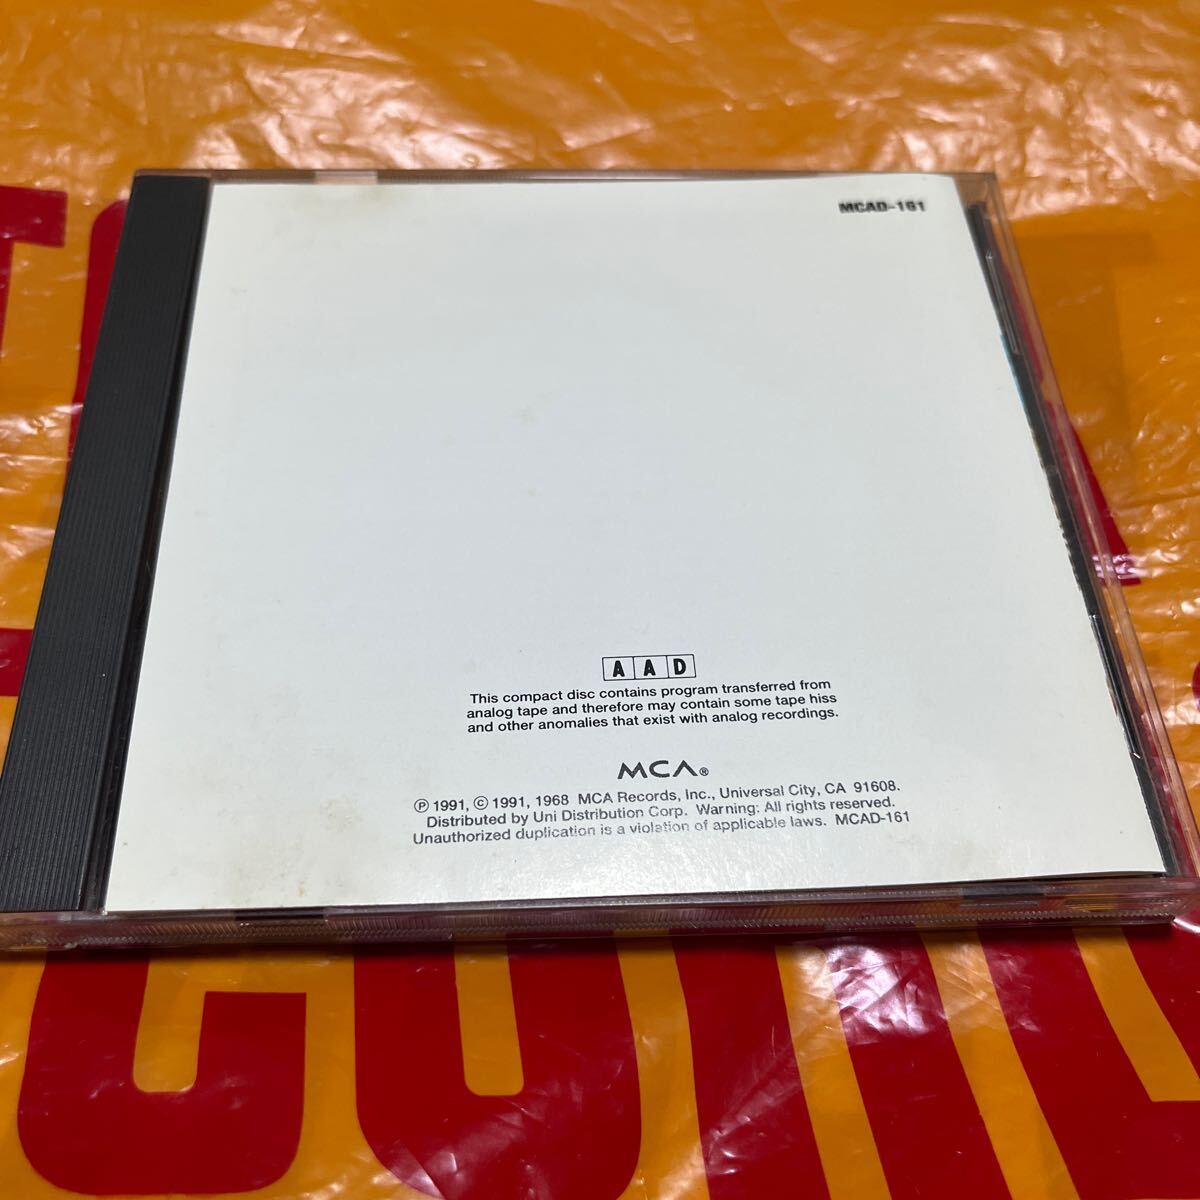 MCAD-161
AAD
This compact disc contains program transferred from
analog tape and therefore may contain some tape hiss
and other anomalies that exist with analog recordings.
MCA®
℗ 1991, © 1991, 1968 MCA Records, Inc., Universal City, CA 91608.
Distributed by Uni Distribution Corp. Warning: All rights reserved.
Unauthorized duplication is a violation of applicable laws. MCAD-161